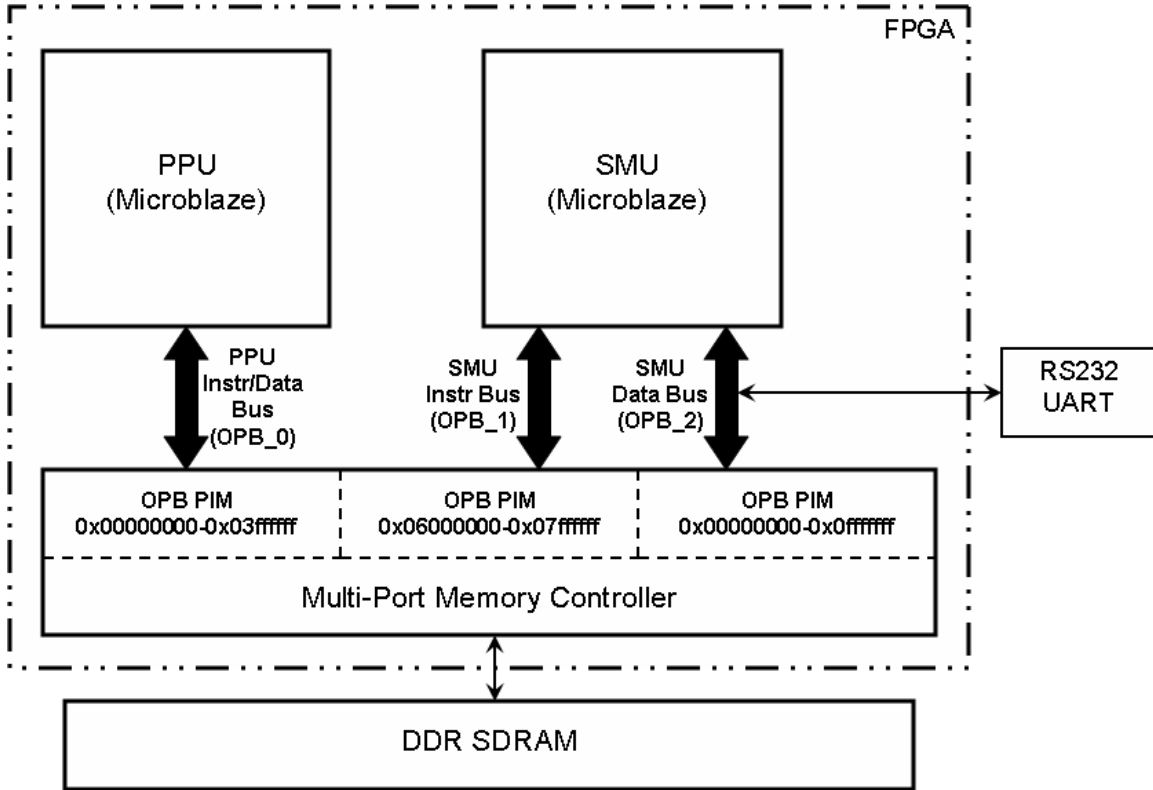 FPGA
PPU
(Microblaze)
SMU
(Microblaze)
PPU
Instr/Data
Bus
(OPB_0)
SMU
Instr Bus
(OPB_1)
SMU
Data Bus
(OPB_2)
RS232
UART
OPB PIM
0x00000000-0x03ffffff
OPB PIM
0x06000000-0x07ffffff
OPB PIM
0x00000000-0x0fffffff
Multi-Port Memory Controller
DDR SDRAM